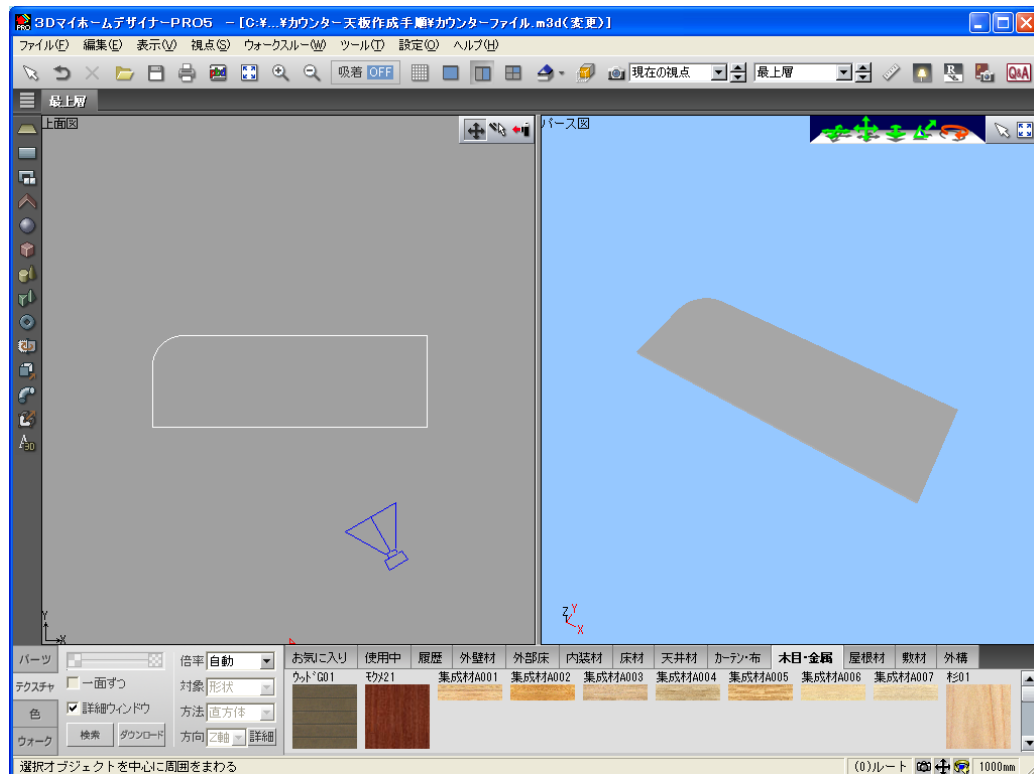 3DマイホームデザイナーPRO5 － [C:¥...¥カウンター天板作成手順¥カウンターファイル.m3d(変更)]
ファイル(F) 編集(E) 表示(V) 視点(S) ウォークスルー(W) ツール(T) 設定(O) ヘルプ(H)
吸着 OFF 現在の視点 最上層 Q&A
最上層
上面図 パース図
Y
X
Z Y
X
パーツ 倍率 自動 お気に入り 使用中 履歴 外壁材 外部床 内装材 床材 天井材 カーテン・布 木目・金属 屋根材 敷材 外構
テクスチャ 一面ずつ 対象 形状 ウッドG01 モクメ21 集成材A001 集成材A002 集成材A003 集成材A004 集成材A005 集成材A006 集成材A007 杉01
色 詳細ウィンドウ 方法 直方体
ウォーク 検索 ダウンロード 方向 Z軸 詳細
選択オブジェクトを中心に周囲をまわる (0)ルート 1000mm